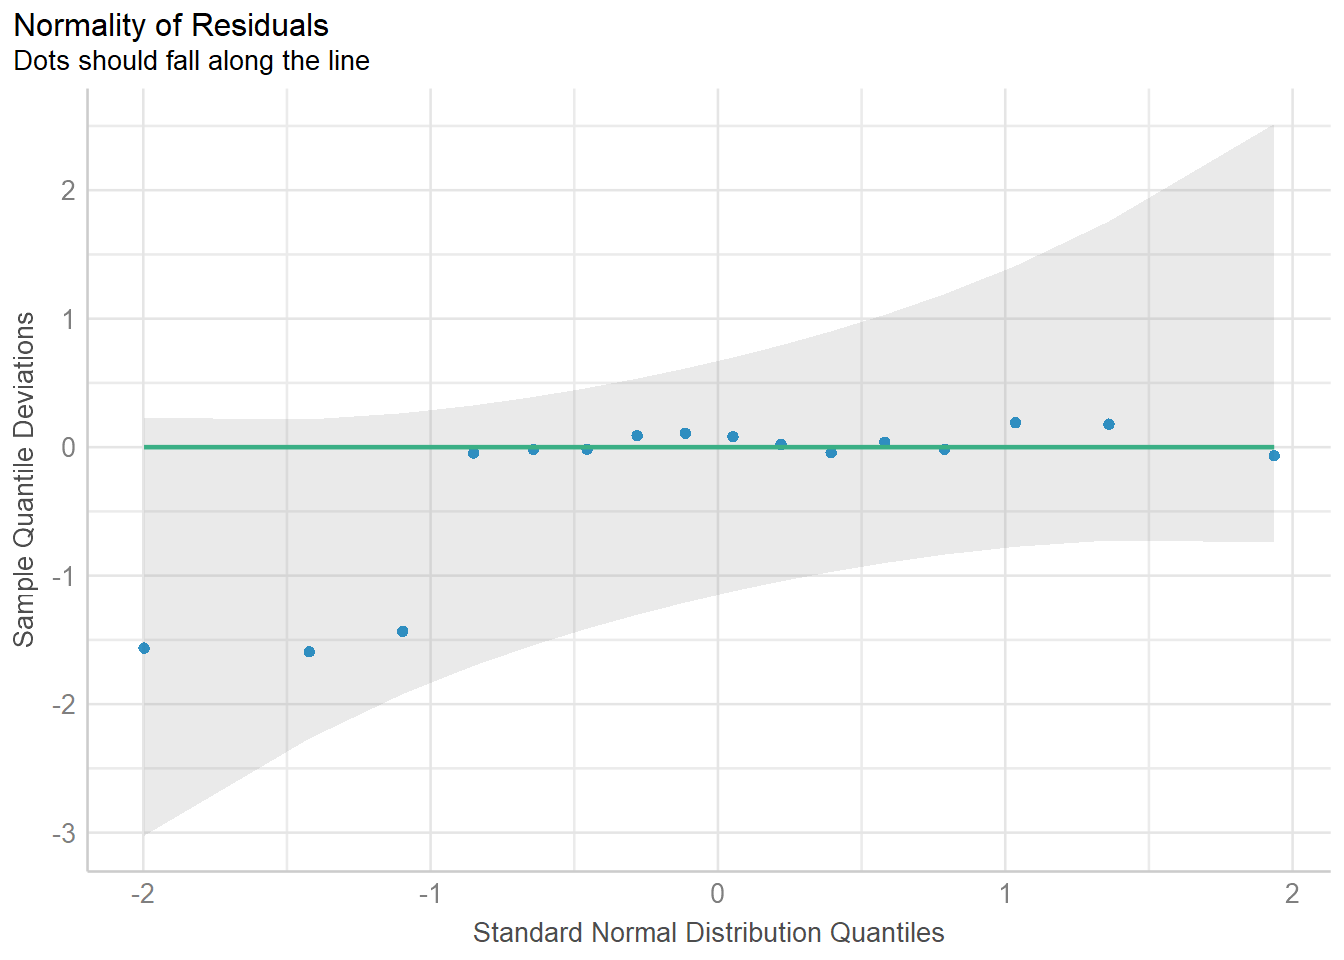 Normality of Residuals
Dots should fall along the line
Sample Quantile Deviations
2
1
0
-1
-2
-3
-2
-1
0
1
2
Standard Normal Distribution Quantiles